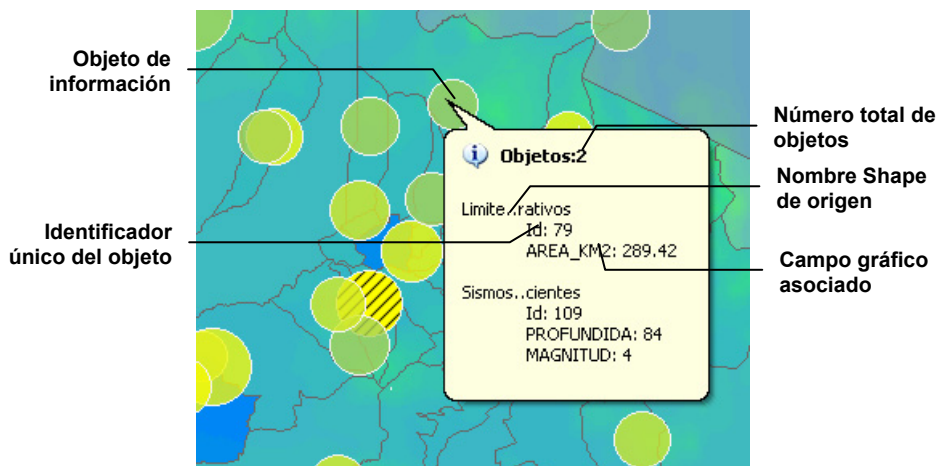 Objeto de
información
Identificador
único del objeto
Objetos:2
Limite..rativos
Id: 79
AREA_KM2: 289.42
Sismos..cientes
Id: 109
PROFUNDIDA: 84
MAGNITUD: 4
Número total de
objetos
Nombre Shape
de origen
Campo gráfico
asociado